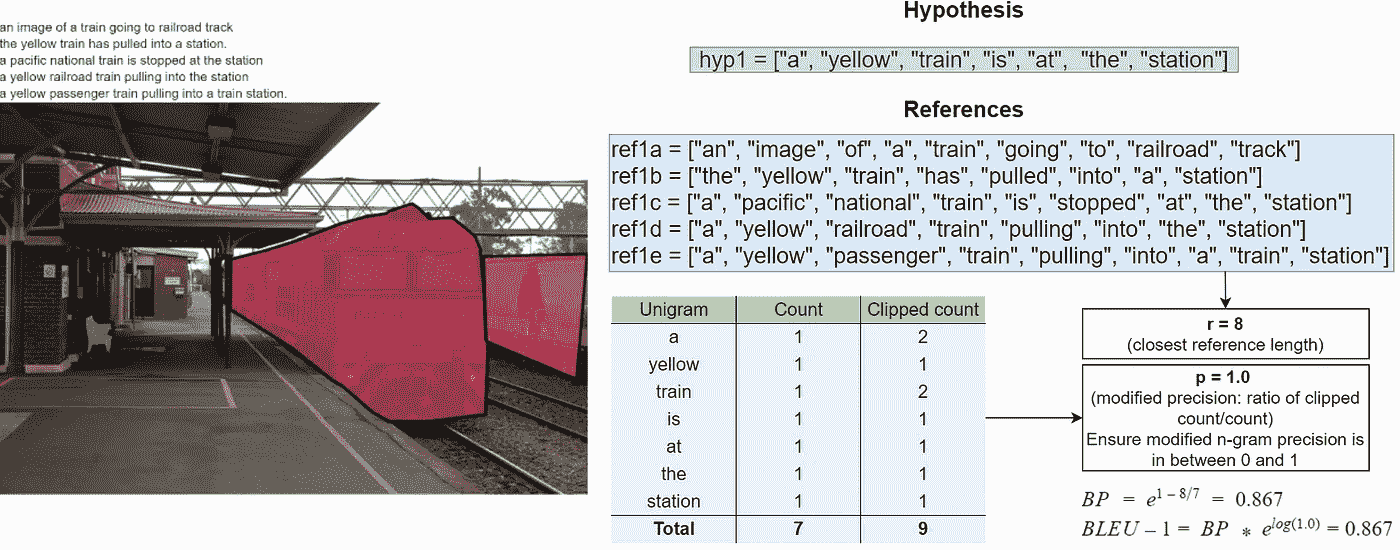 an image of a train going to railroad track
the yellow train has pulled into a station.
a pacific national train is stopped at the station
a yellow railroad train pulling into the station
a yellow passenger train pulling into a train station.
Hypothesis
hyp1 = ["a", "yellow", "train", "is", "at", "the", "station"]
References
ref1a = ["an", "image", "of", "a", "train", "going", "to", "railroad", "track"]
ref1b = ["the", "yellow", "train", "has", "pulled", "into", "a", "station"]
ref1c = ["a", "pacific", "national", "train", "is", "stopped", "at", "the", "station"]
ref1d = ["a", "yellow", "railroad", "train", "pulling", "into", "the", "station"]
ref1e = ["a", "yellow", "passenger", "train", "pulling", "into", "a", "train", "station"]
Unigram Count Clipped count
a 1 2
yellow 1 1
train 1 2
is 1 1
at 1 1
the 1 1
station 1 1
Total 7 9
r = 8
(closest reference length)
p = 1.0
(modified precision: ratio of clipped
count/count)
Ensure modified n-gram precision is
in between 0 and 1
BP = e^{1 – 8/7} = 0.867
BLEU – 1 = BP * e^{log(1.0)} = 0.867